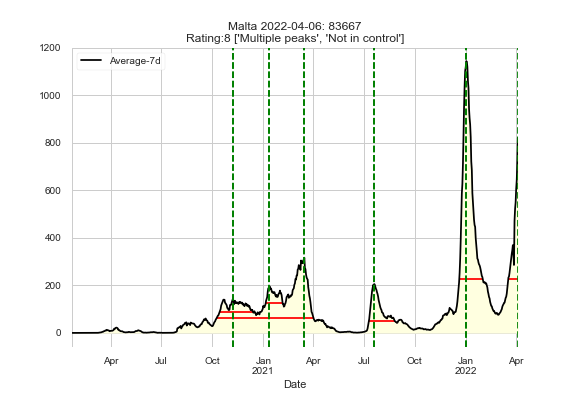 Malta 2022-04-06: 83667
Rating:8 ['Multiple peaks', 'Not in control']
Average-7d
1200
1000
800
600
400
200
0
Apr Jul Oct Jan Apr Jul Oct Jan Apr
2021 2022
Date